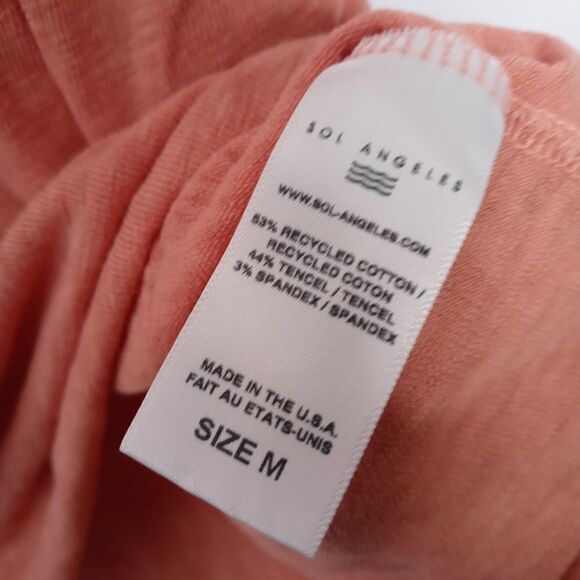 SOL ANGELES
WWW.SOL-ANGELES.COM
53% RECYCLED COTTON /
RECYCLED COTON
44% TENCEL / TENCEL
3% SPANDEX / SPANDEX
MADE IN THE U.S.A.
FAIT AU ETATS-UNIS
SIZE M